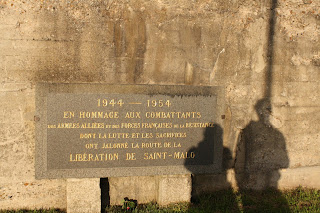 1944 — 1954
EN HOMMAGE AUX COMBATTANTS
DES ARMÉES ALLIÉES ET DES FORCES FRANÇAISES DE LA RÉSISTANCE
DONT LA LUTTE ET LES SACRIFICES
ONT JALONNÉ LA ROUTE DE LA
LIBÉRATION DE SAINT-MALO